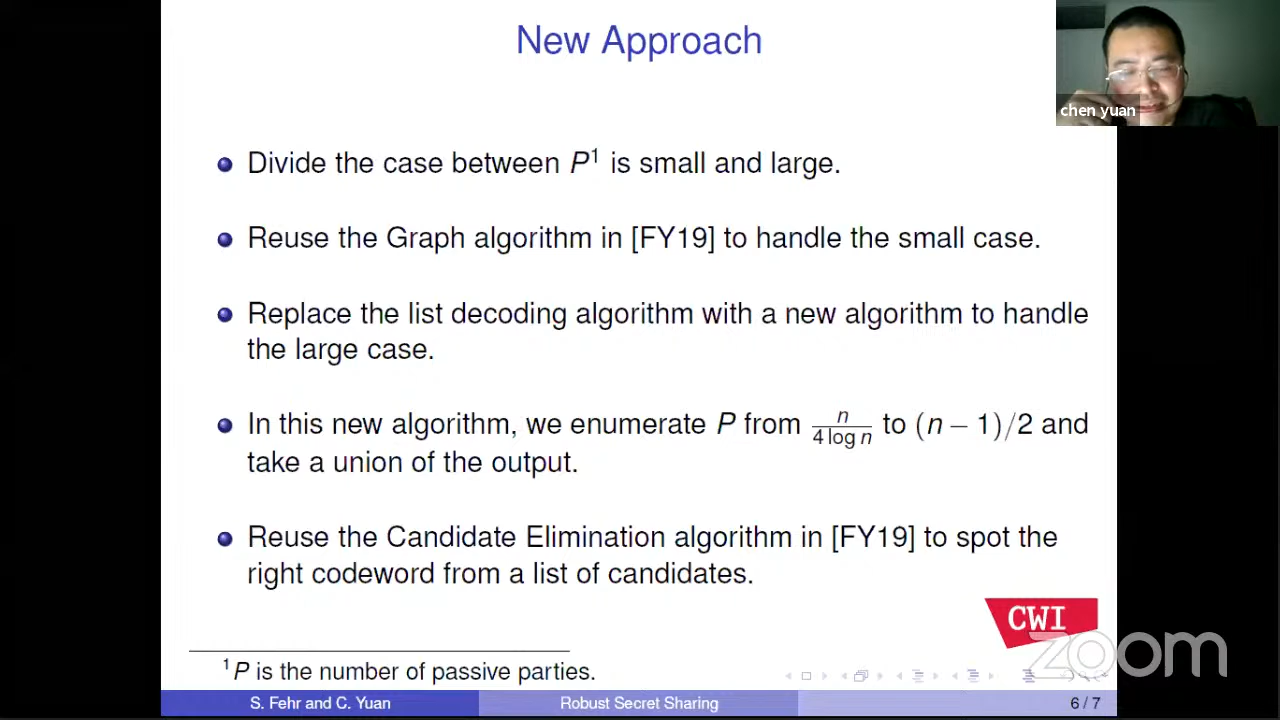 New Approach
chen yuan
Divide the case between P¹ is small and large.
Reuse the Graph algorithm in [FY19] to handle the small case.
Replace the list decoding algorithm with a new algorithm to handle
the large case.
In this new algorithm, we enumerate P from n/(4 log n) to (n − 1)/2 and
take a union of the output.
Reuse the Candidate Elimination algorithm in [FY19] to spot the
right codeword from a list of candidates.
CWI
zoom
¹P is the number of passive parties.
S. Fehr and C. Yuan
Robust Secret Sharing
6 / 7